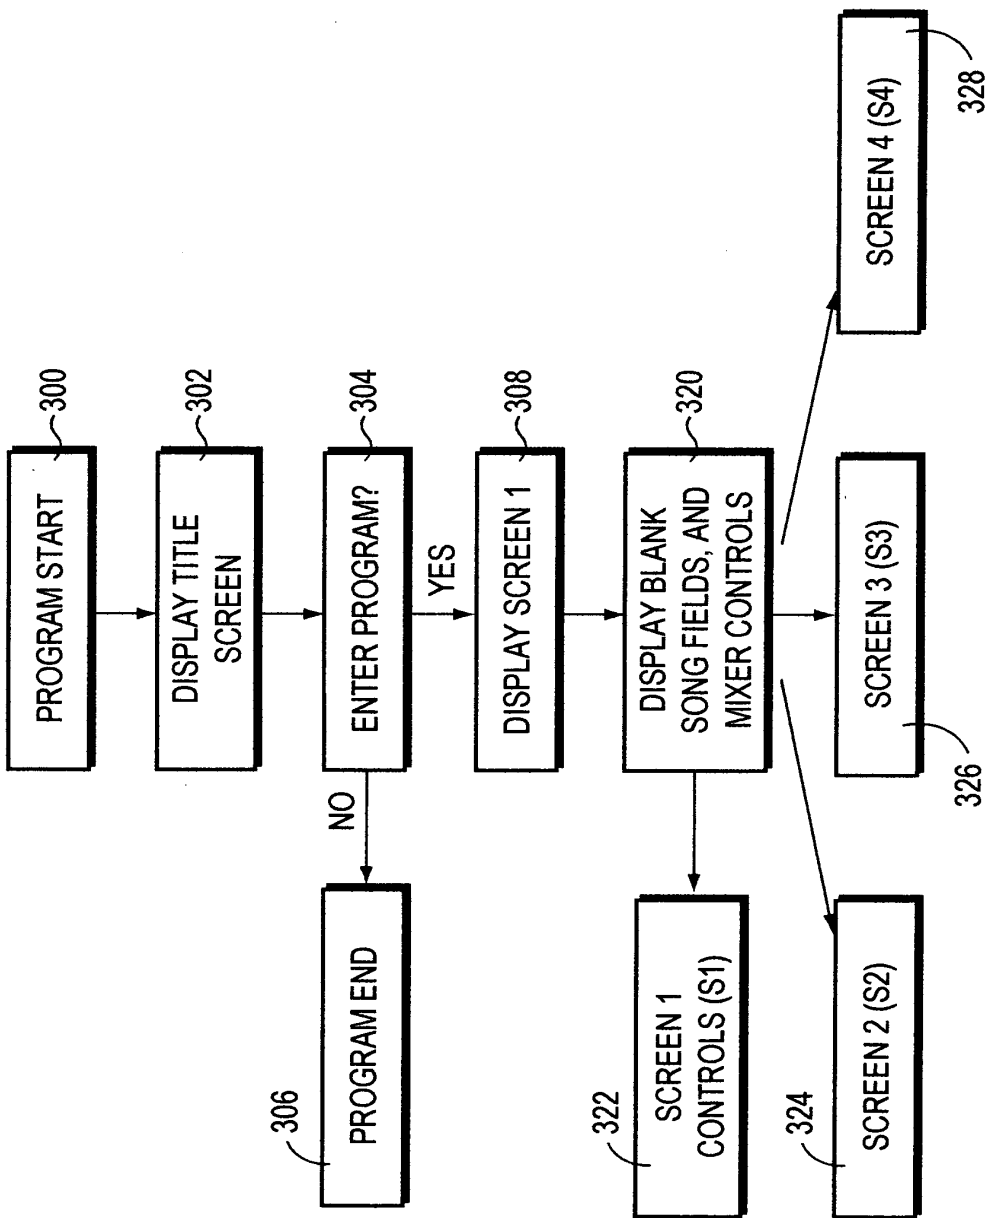 PROGRAM START
300
DISPLAY TITLE
SCREEN
302
ENTER PROGRAM?
304
NO
PROGRAM END
306
YES
DISPLAY SCREEN 1
308
DISPLAY BLANK
SONG FIELDS, AND
MIXER CONTROLS
320
SCREEN 1
CONTROLS (S1)
322
SCREEN 2 (S2)
324
SCREEN 3 (S3)
326
SCREEN 4 (S4)
328